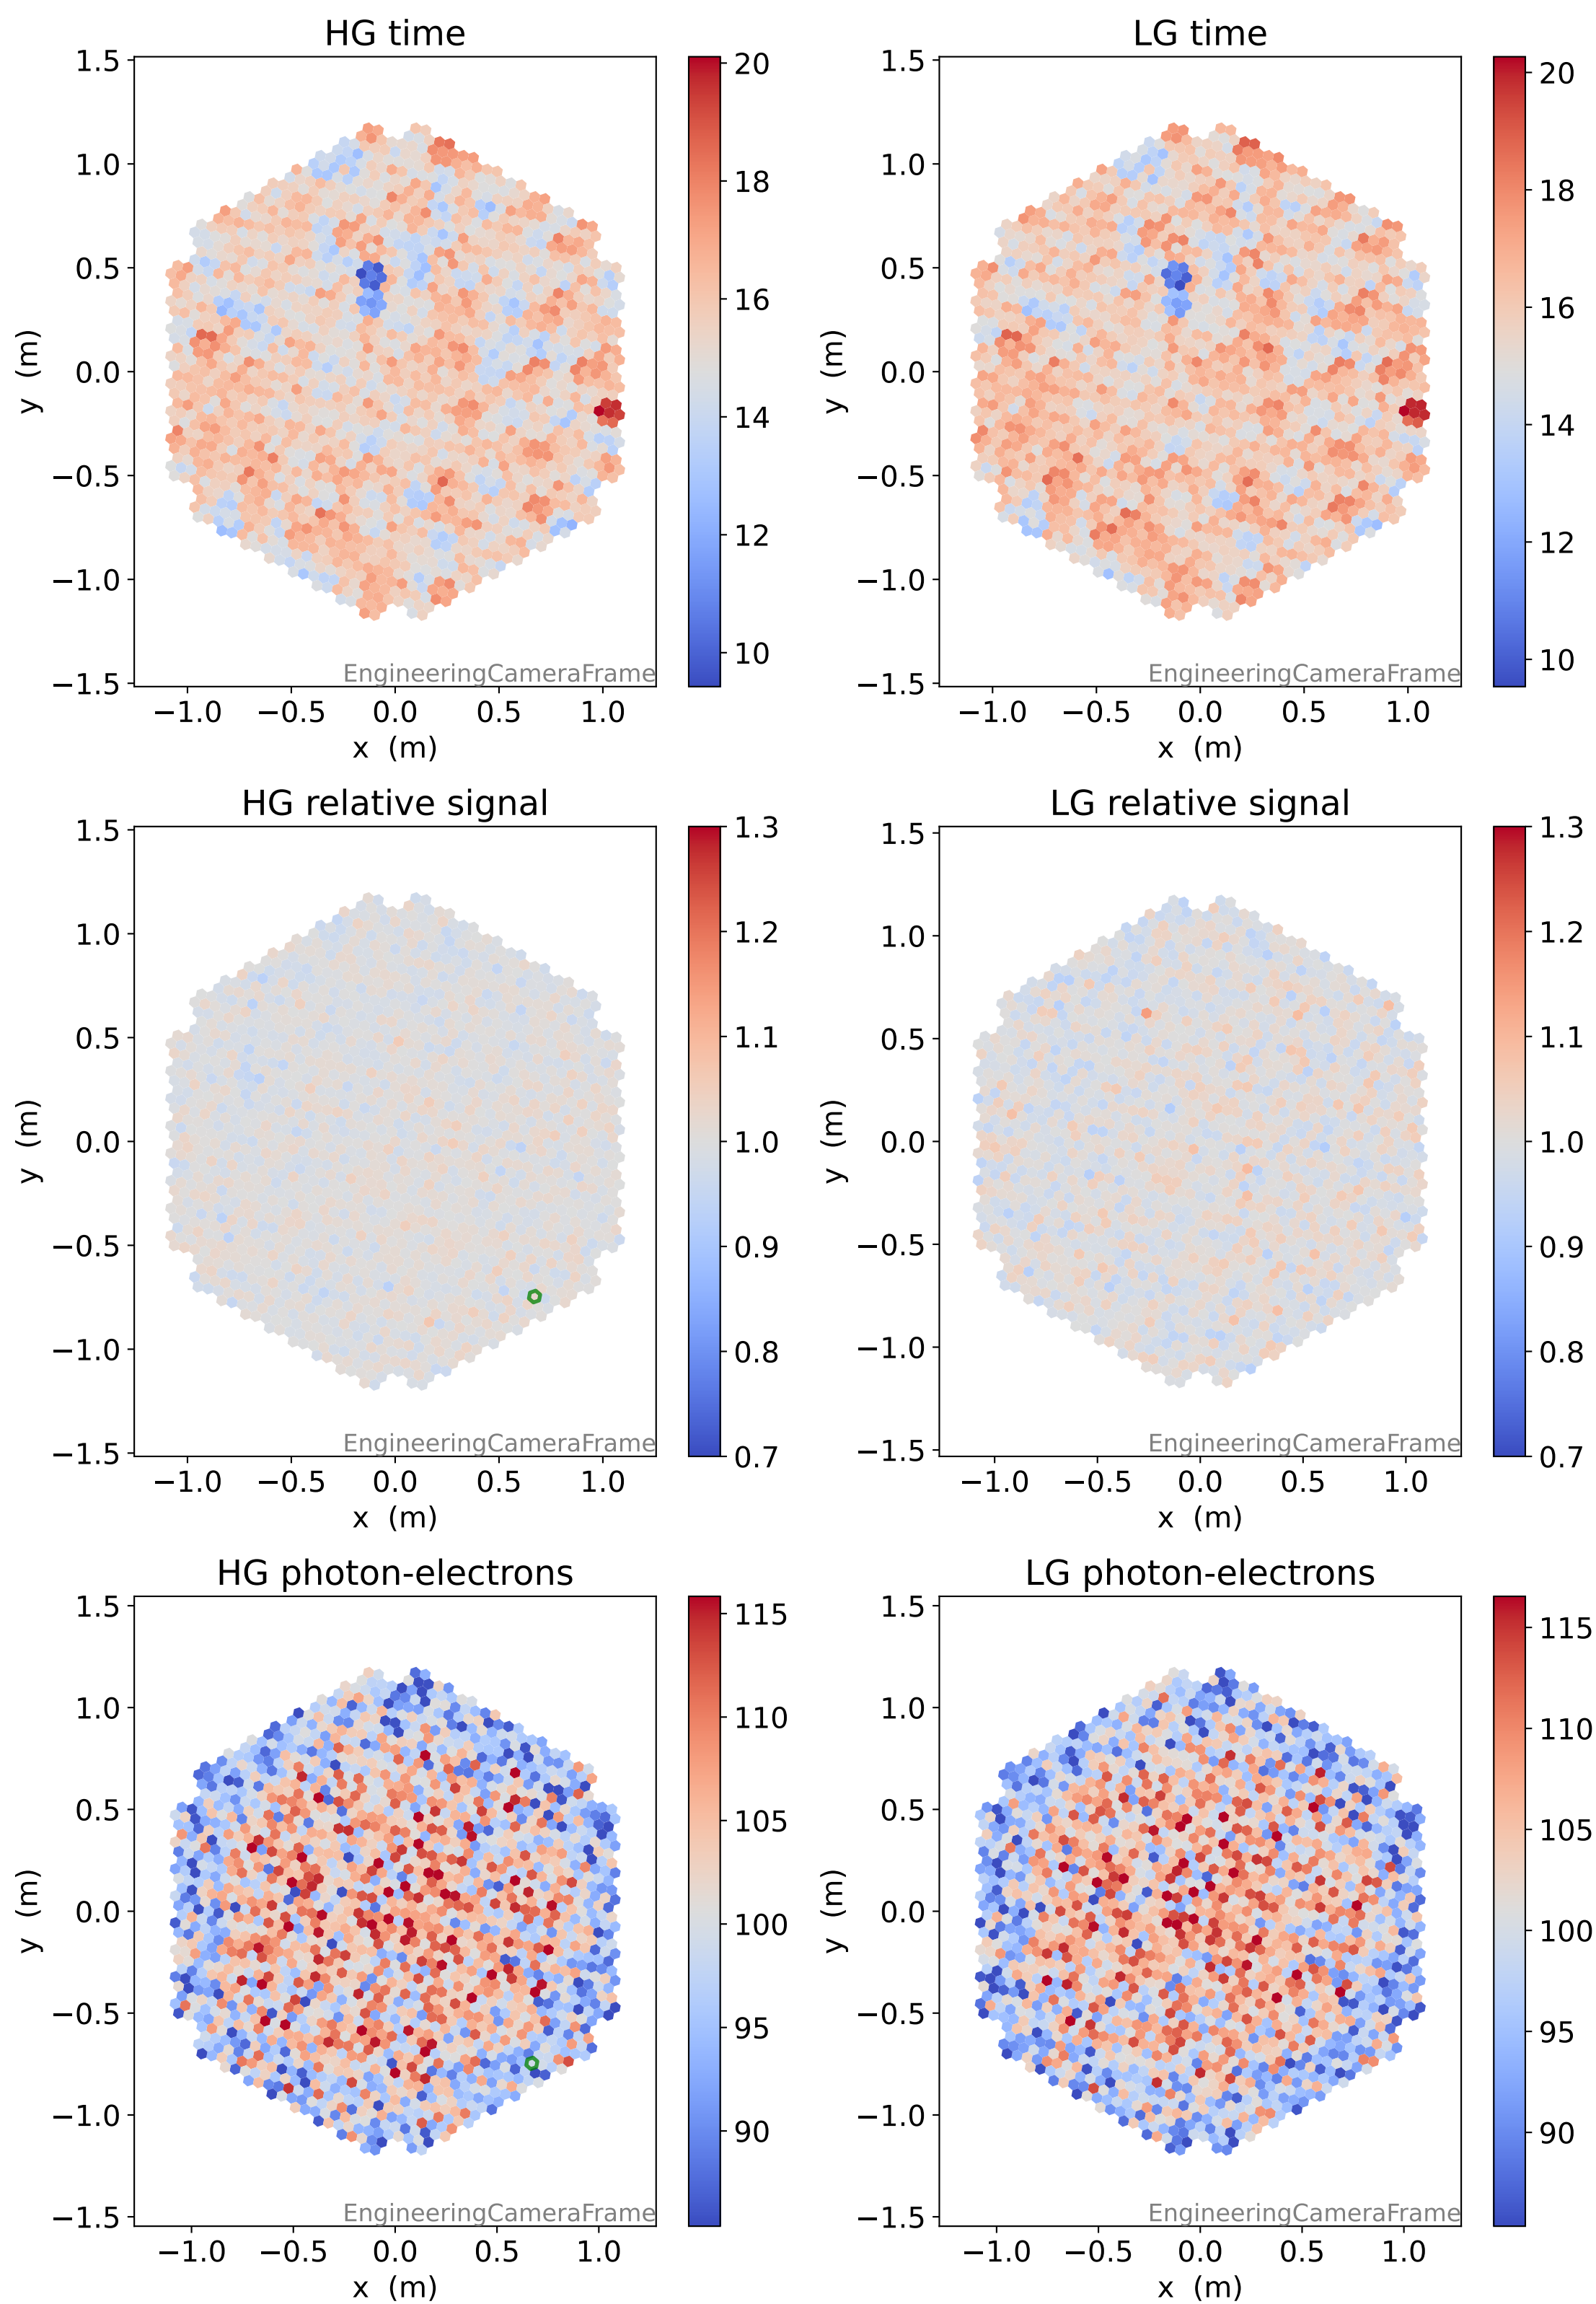 HG time
1.5
1.0
0.5
0.0
−0.5
−1.0
−1.5
y (m)
EngineeringCameraFrame
−1.0 −0.5 0.0 0.5 1.0
x (m)
20
18
16
14
12
10
LG time
1.5
1.0
0.5
0.0
−0.5
−1.0
−1.5
y (m)
EngineeringCameraFrame
−1.0 −0.5 0.0 0.5 1.0
x (m)
20
18
16
14
12
10
HG relative signal
1.5
1.0
0.5
0.0
−0.5
−1.0
−1.5
y (m)
EngineeringCameraFrame
−1.0 −0.5 0.0 0.5 1.0
x (m)
1.3
1.2
1.1
1.0
0.9
0.8
0.7
LG relative signal
1.5
1.0
0.5
0.0
−0.5
−1.0
−1.5
y (m)
EngineeringCameraFrame
−1.0 −0.5 0.0 0.5 1.0
x (m)
1.3
1.2
1.1
1.0
0.9
0.8
0.7
HG photon-electrons
1.5
1.0
0.5
0.0
−0.5
−1.0
−1.5
y (m)
EngineeringCameraFrame
−1.0 −0.5 0.0 0.5 1.0
x (m)
115
110
105
100
95
90
LG photon-electrons
1.5
1.0
0.5
0.0
−0.5
−1.0
−1.5
y (m)
EngineeringCameraFrame
−1.0 −0.5 0.0 0.5 1.0
x (m)
115
110
105
100
95
90